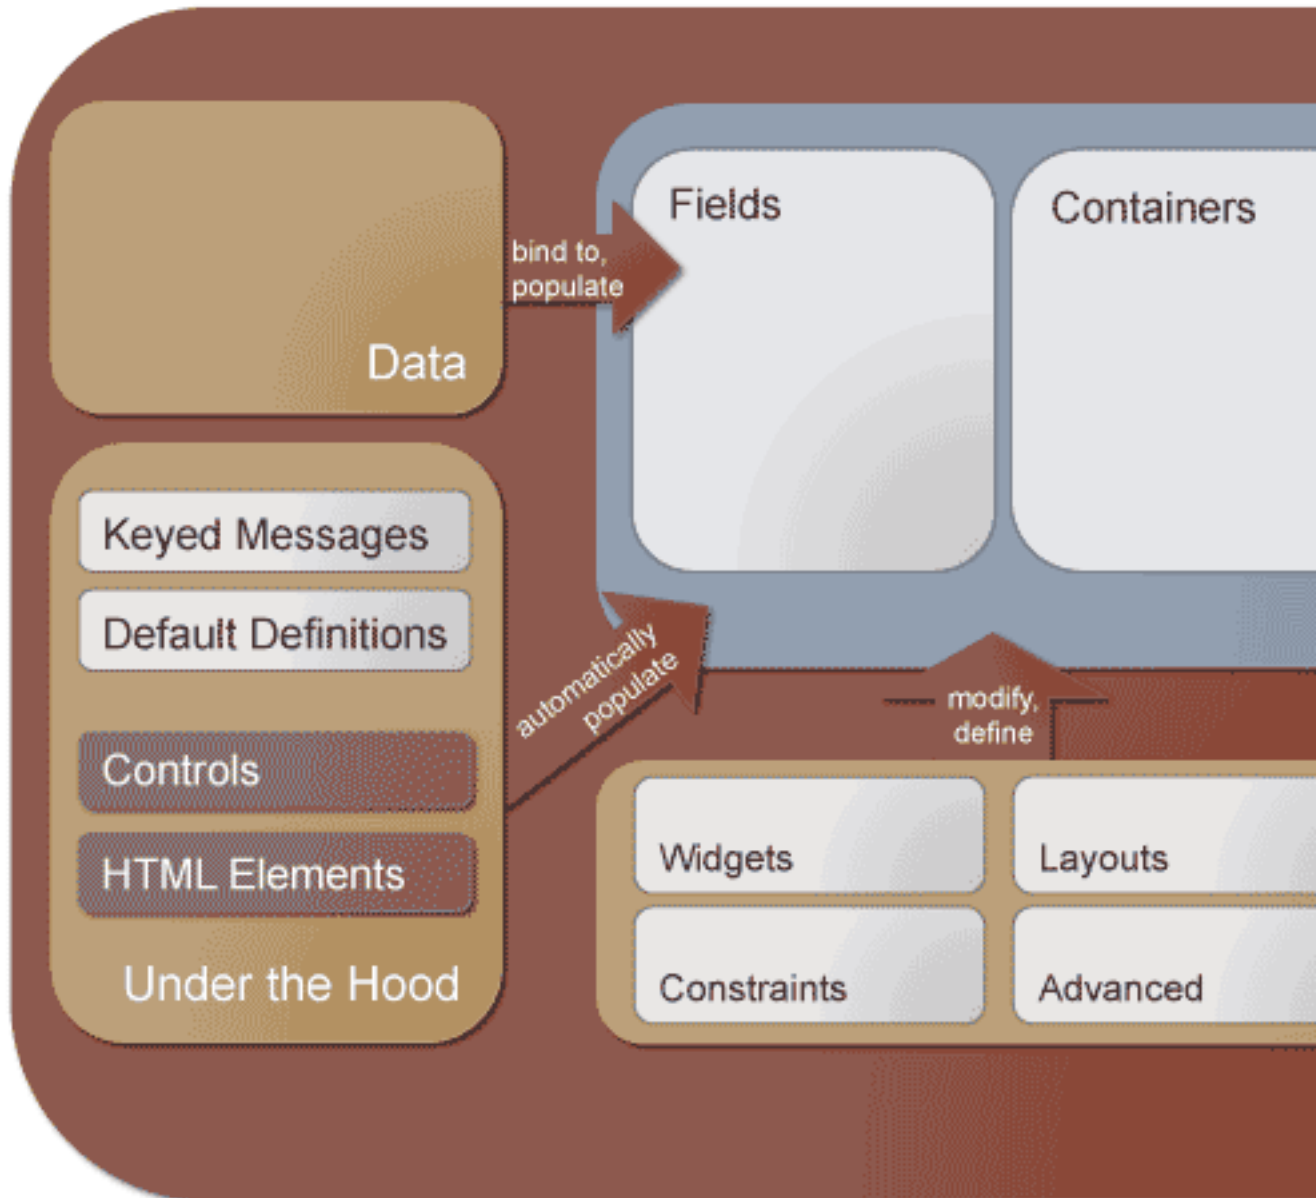 Fields
Containers
bind to,
populate
Data
Keyed Messages
Default Definitions
Controls
HTML Elements
Under the Hood
automatically
populate
modify,
define
Widgets
Layouts
Constraints
Advanced